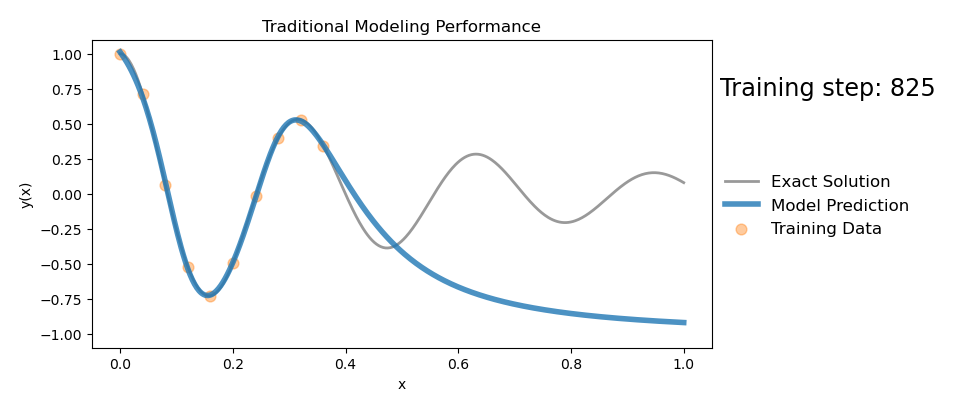 Traditional Modeling Performance
Training step: 825
1.00
0.75
0.50
0.25
0.00
−0.25
−0.50
−0.75
−1.00
y(x)
0.0 0.2 0.4 0.6 0.8 1.0
x
Exact Solution
Model Prediction
Training Data